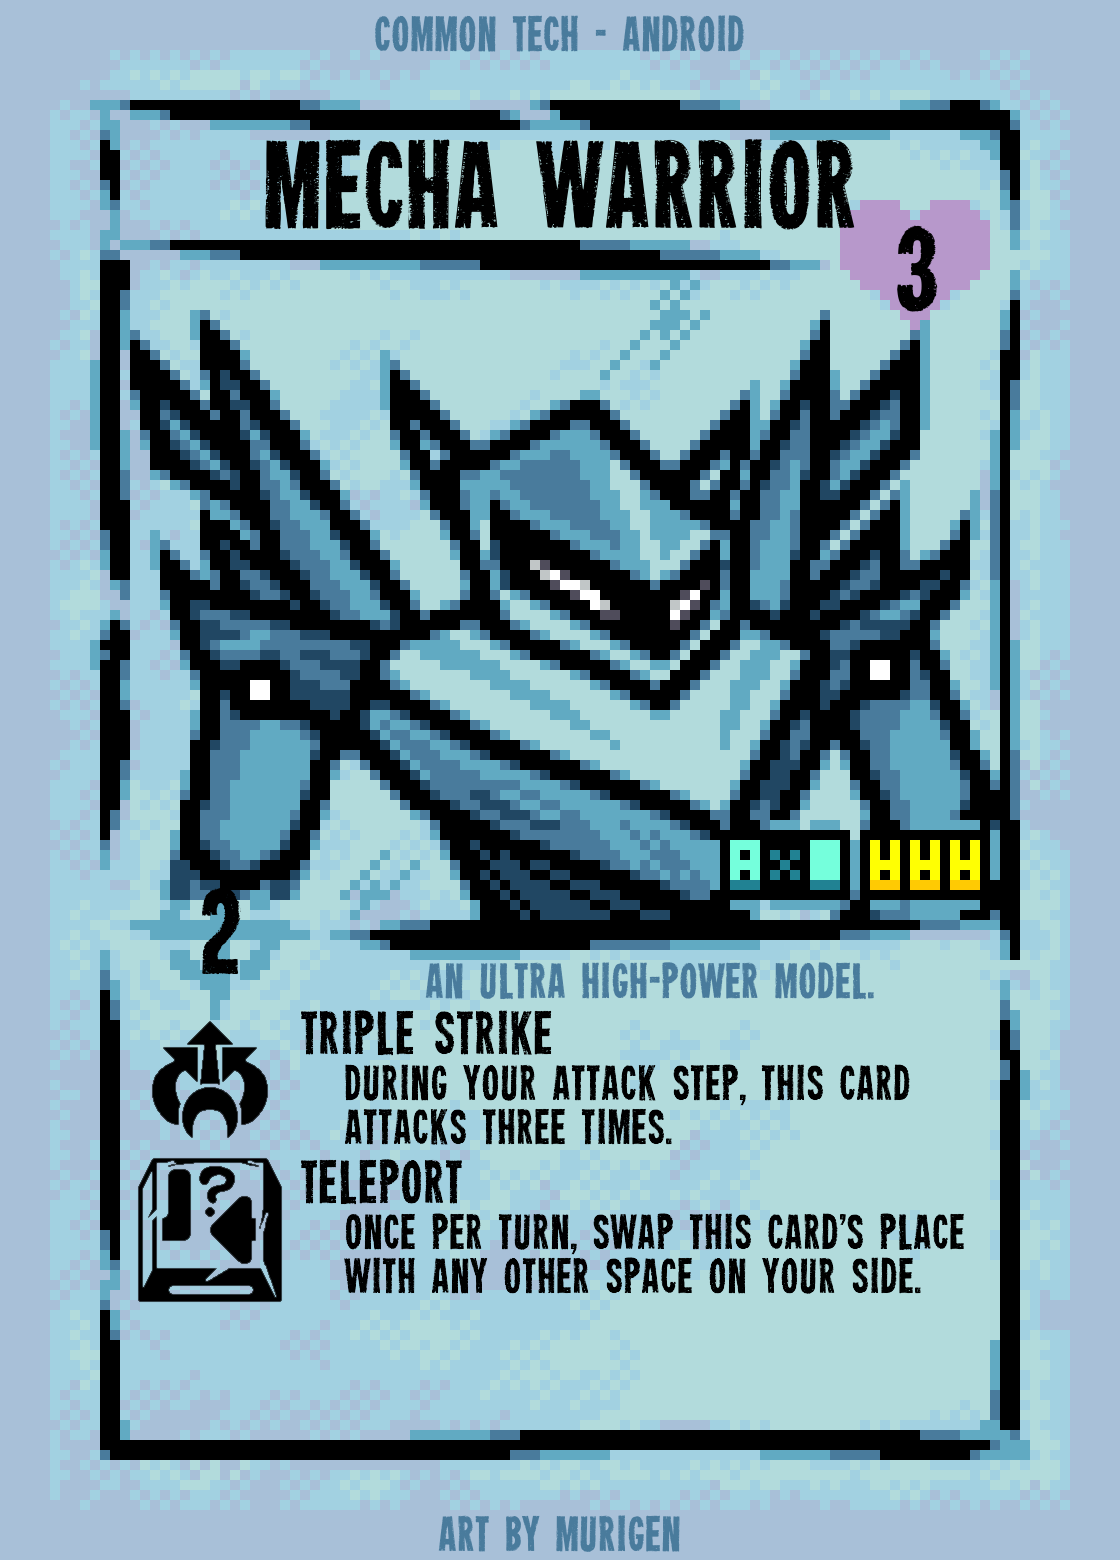 COMMON TECH - ANDROID
MECHA WARRIOR
3
2
AN ULTRA HIGH-POWER MODEL.
TRIPLE STRIKE
DURING YOUR ATTACK STEP, THIS CARD
ATTACKS THREE TIMES.
?
TELEPORT
ONCE PER TURN, SWAP THIS CARD'S PLACE
WITH ANY OTHER SPACE ON YOUR SIDE.
ART BY MURIGEN